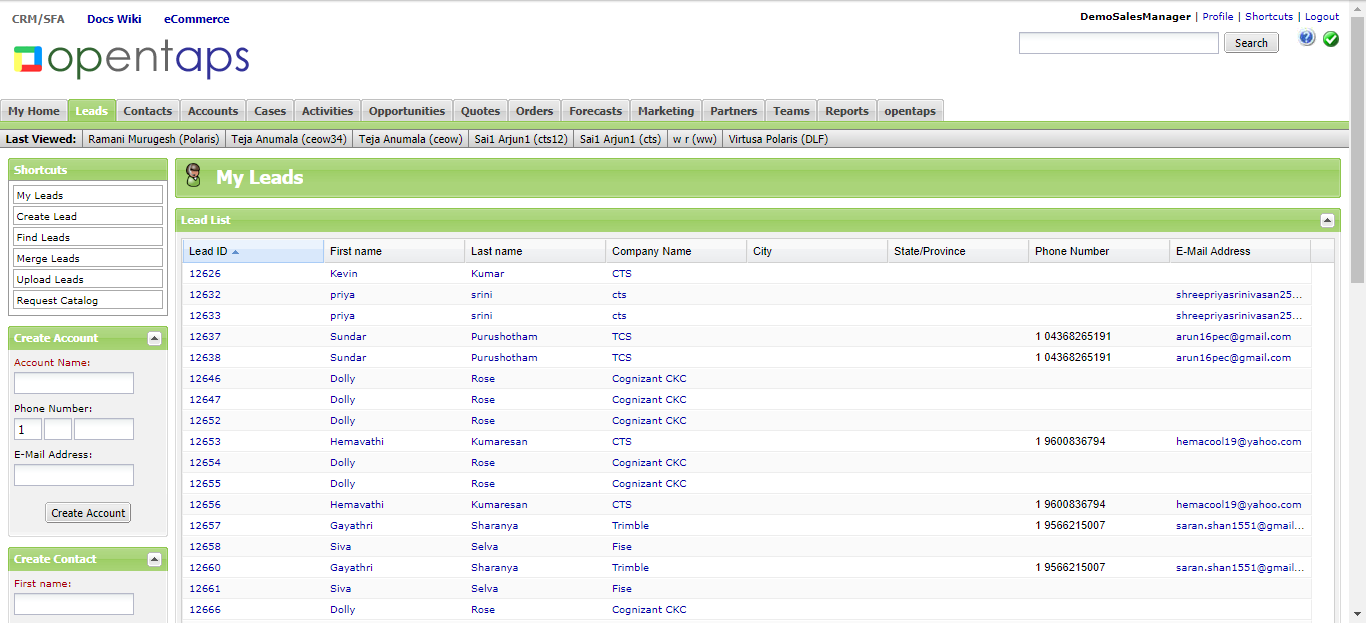 CRM/SFA Docs Wiki eCommerce
DemoSalesManager | Profile | Shortcuts | Logout
opentaps
Search
My Home Leads Contacts Accounts Cases Activities Opportunities Quotes Orders Forecasts Marketing Partners Teams Reports opentaps
Last Viewed: Ramani Murugesh (Polaris) Teja Anumala (ceow34) Teja Anumala (ceow) Sai1 Arjun1 (cts12) Sai1 Arjun1 (cts) w r (ww) Virtusa Polaris (DLF)
Shortcuts
My Leads
Create Lead
Find Leads
Merge Leads
Upload Leads
Request Catalog
Create Account
Account Name:
Phone Number:
1
E-Mail Address:
Create Account
Create Contact
First name:
My Leads
Lead List
Lead ID First name Last name Company Name City State/Province Phone Number E-Mail Address
12626 Kevin Kumar CTS
12632 priya srini cts shreepriyasrinivasan25...
12633 priya srini cts shreepriyasrinivasan25...
12637 Sundar Purushotham TCS 1 04368265191 arun16pec@gmail.com
12638 Sundar Purushotham TCS 1 04368265191 arun16pec@gmail.com
12646 Dolly Rose Cognizant CKC
12647 Dolly Rose Cognizant CKC
12652 Dolly Rose Cognizant CKC
12653 Hemavathi Kumaresan CTS 1 9600836794 hemacool19@yahoo.com
12654 Dolly Rose Cognizant CKC
12655 Dolly Rose Cognizant CKC
12656 Hemavathi Kumaresan CTS 1 9600836794 hemacool19@yahoo.com
12657 Gayathri Sharanya Trimble 1 9566215007 saran.shan1551@gmail...
12658 Siva Selva Fise
12660 Gayathri Sharanya Trimble 1 9566215007 saran.shan1551@gmail...
12661 Siva Selva Fise
12666 Dolly Rose Cognizant CKC